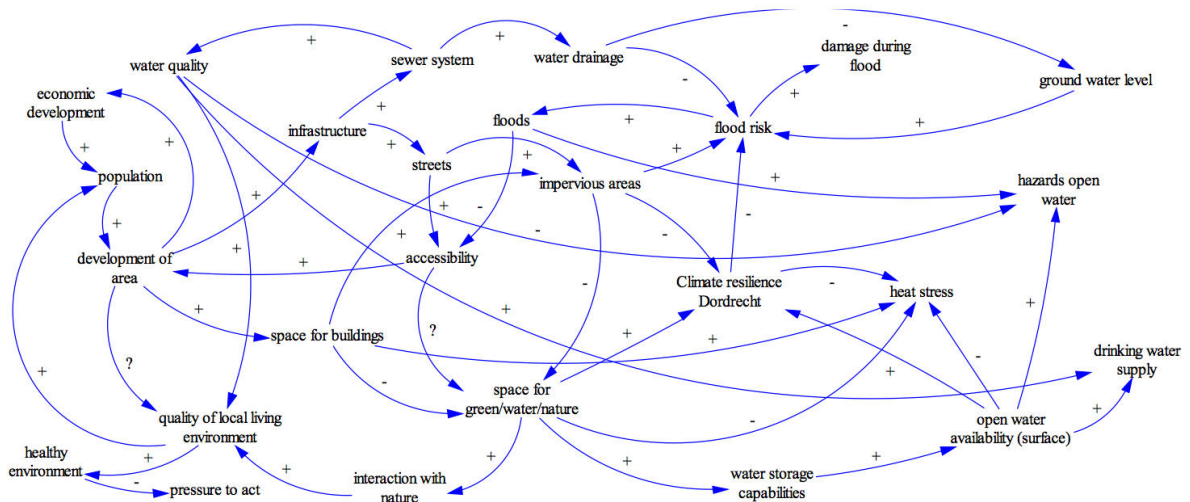 water quality
+
sewer system
+
water drainage
-
damage during
flood
ground water level
economic
development
+
infrastructure
+
+
floods
+
flood risk
-
+
+
+
population
+
streets
+
impervious areas
+
+
hazards open
water
+
development of
area
+
+
+
accessibility
-
+
+
-
-
-
-
Climate resilience
Dordrecht
-
heat stress
+
?
+
space for buildings
?
-
+
+
+
+
-
drinking water
supply
+
quality of local living
environment
space for
green/water/nature
-
open water
availability (surface)
+
healthy
environment
+
-
pressure to act
+
interaction with
nature
+
+
water storage
capabilities
+